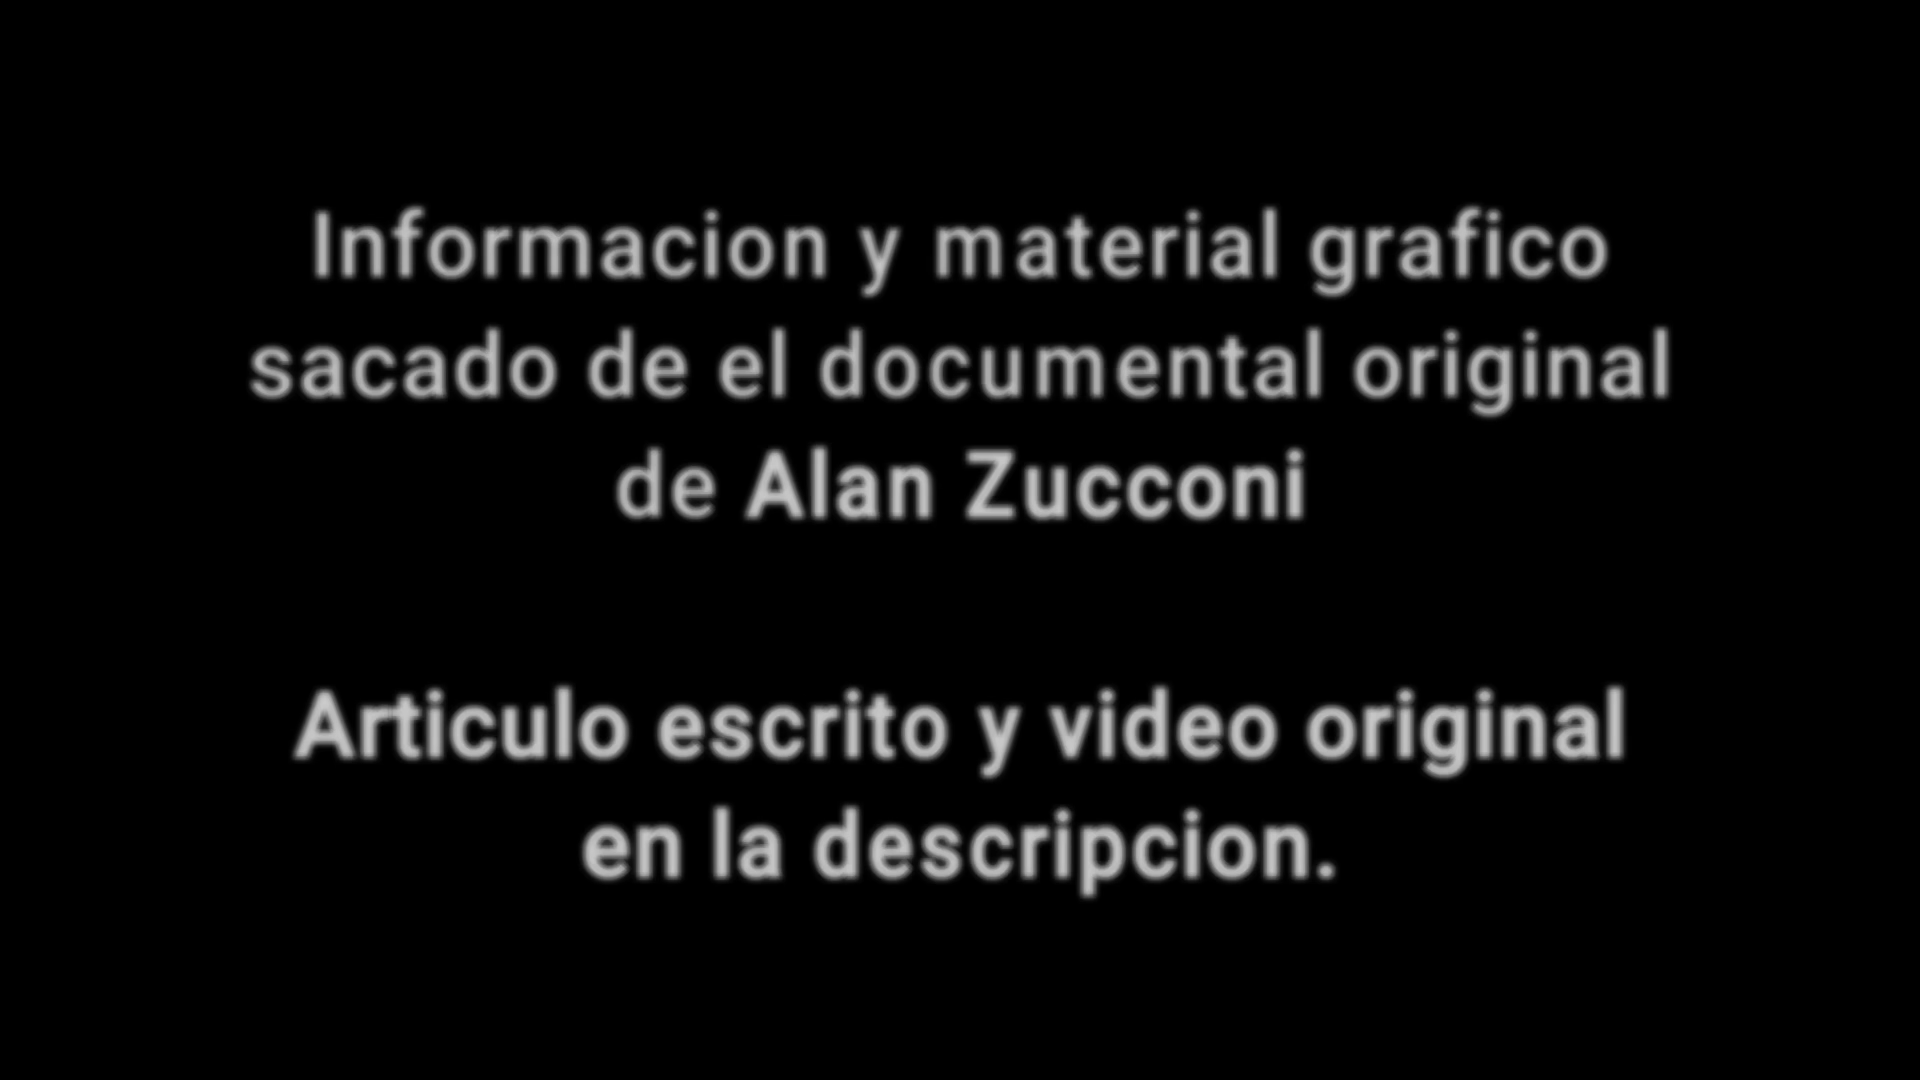 Informacion y material grafico
sacado de el documental original
de Alan Zucconi
Articulo escrito y video original
en la descripcion.